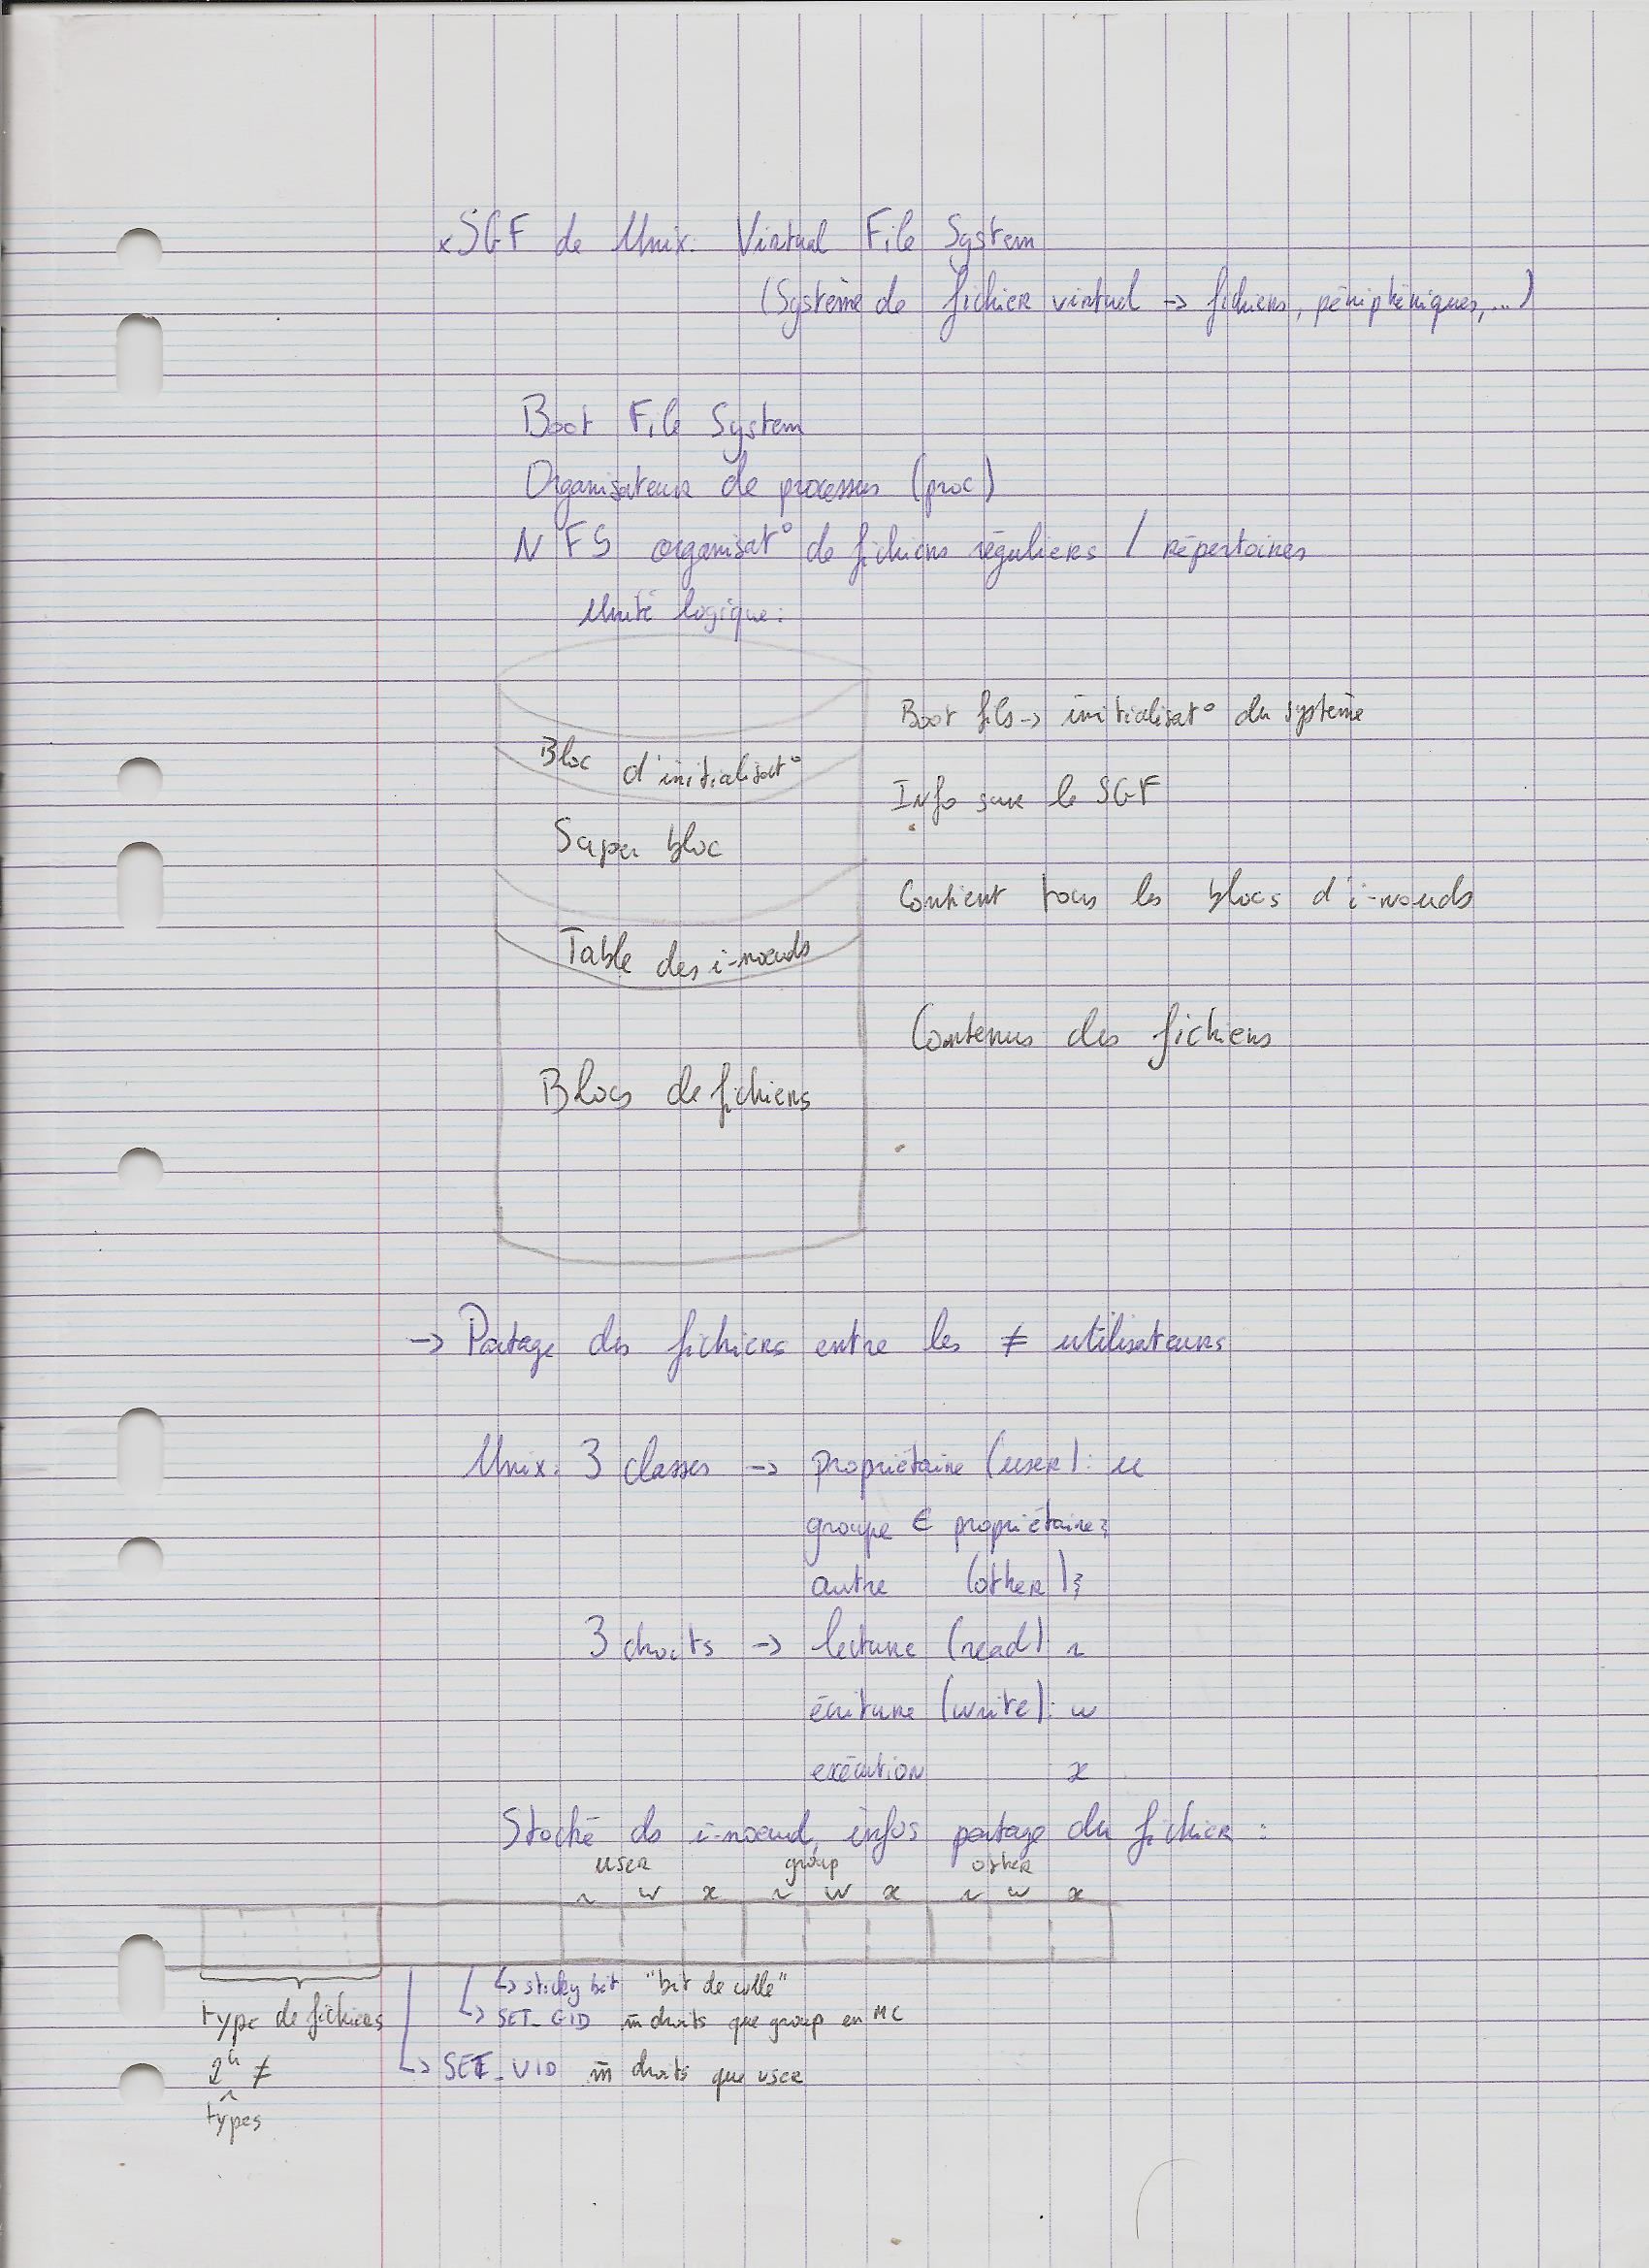 x SGF de Unix: Virtual File System
(Système de fichier virtuel -> fichiers, périphériques, ...)
Boot File System
Organisateur de processus (proc)
NFS organisat° de fichiers réguliers / répertoires
Unité logique:
Boot fils -> initialisat° du système
Bloc d'initialisat°
Info sur le SGF
Super bloc
Contient tous les blocs d'i-noeuds
Table des i-noeuds
Contenus des fichiers
Blocs de fichiers
-> Partage des fichiers entre les ≠ utilisateurs
Unix: 3 classes -> propriétaire (user): u
groupe ∈ propriétaire:
autre (other):
3 droits -> lecture (read) r
écriture (write): w
exécution x
Stocké ds i-noeud, infos partage du fichier :
user group other
r w x r w x r w x
↳ sticky bit "bit de colle"
type de fichiers ↳ SET_GID m̄ droits que group en MC
2⁴ ≠ ↳ SET_UID m̄ droits que user
types